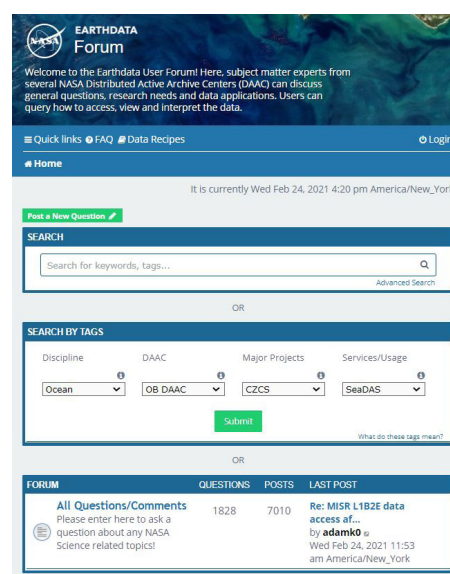 NASA
EARTHDATA
Forum
Welcome to the Earthdata User Forum! Here, subject matter experts from
several NASA Distributed Active Archive Centers (DAAC) can discuss
general questions, research needs and data applications. Users can
query how to access, view and interpret the data.
Quick links FAQ Data Recipes Login
Home
It is currently Wed Feb 24, 2021 4:20 pm America/New_Yor
Post a New Question
SEARCH
Search for keywords, tags...
Advanced Search
OR
SEARCH BY TAGS
Discipline DAAC Major Projects Services/Usage
Ocean OB DAAC CZCS SeaDAS
Submit
What do these tags mean?
OR
FORUM QUESTIONS POSTS LAST POST
All Questions/Comments 1828 7010 Re: MISR L1B2E data
Please enter here to ask a access af...
question about any NASA by adamk0
Science related topics! Wed Feb 24, 2021 11:53
am America/New_York